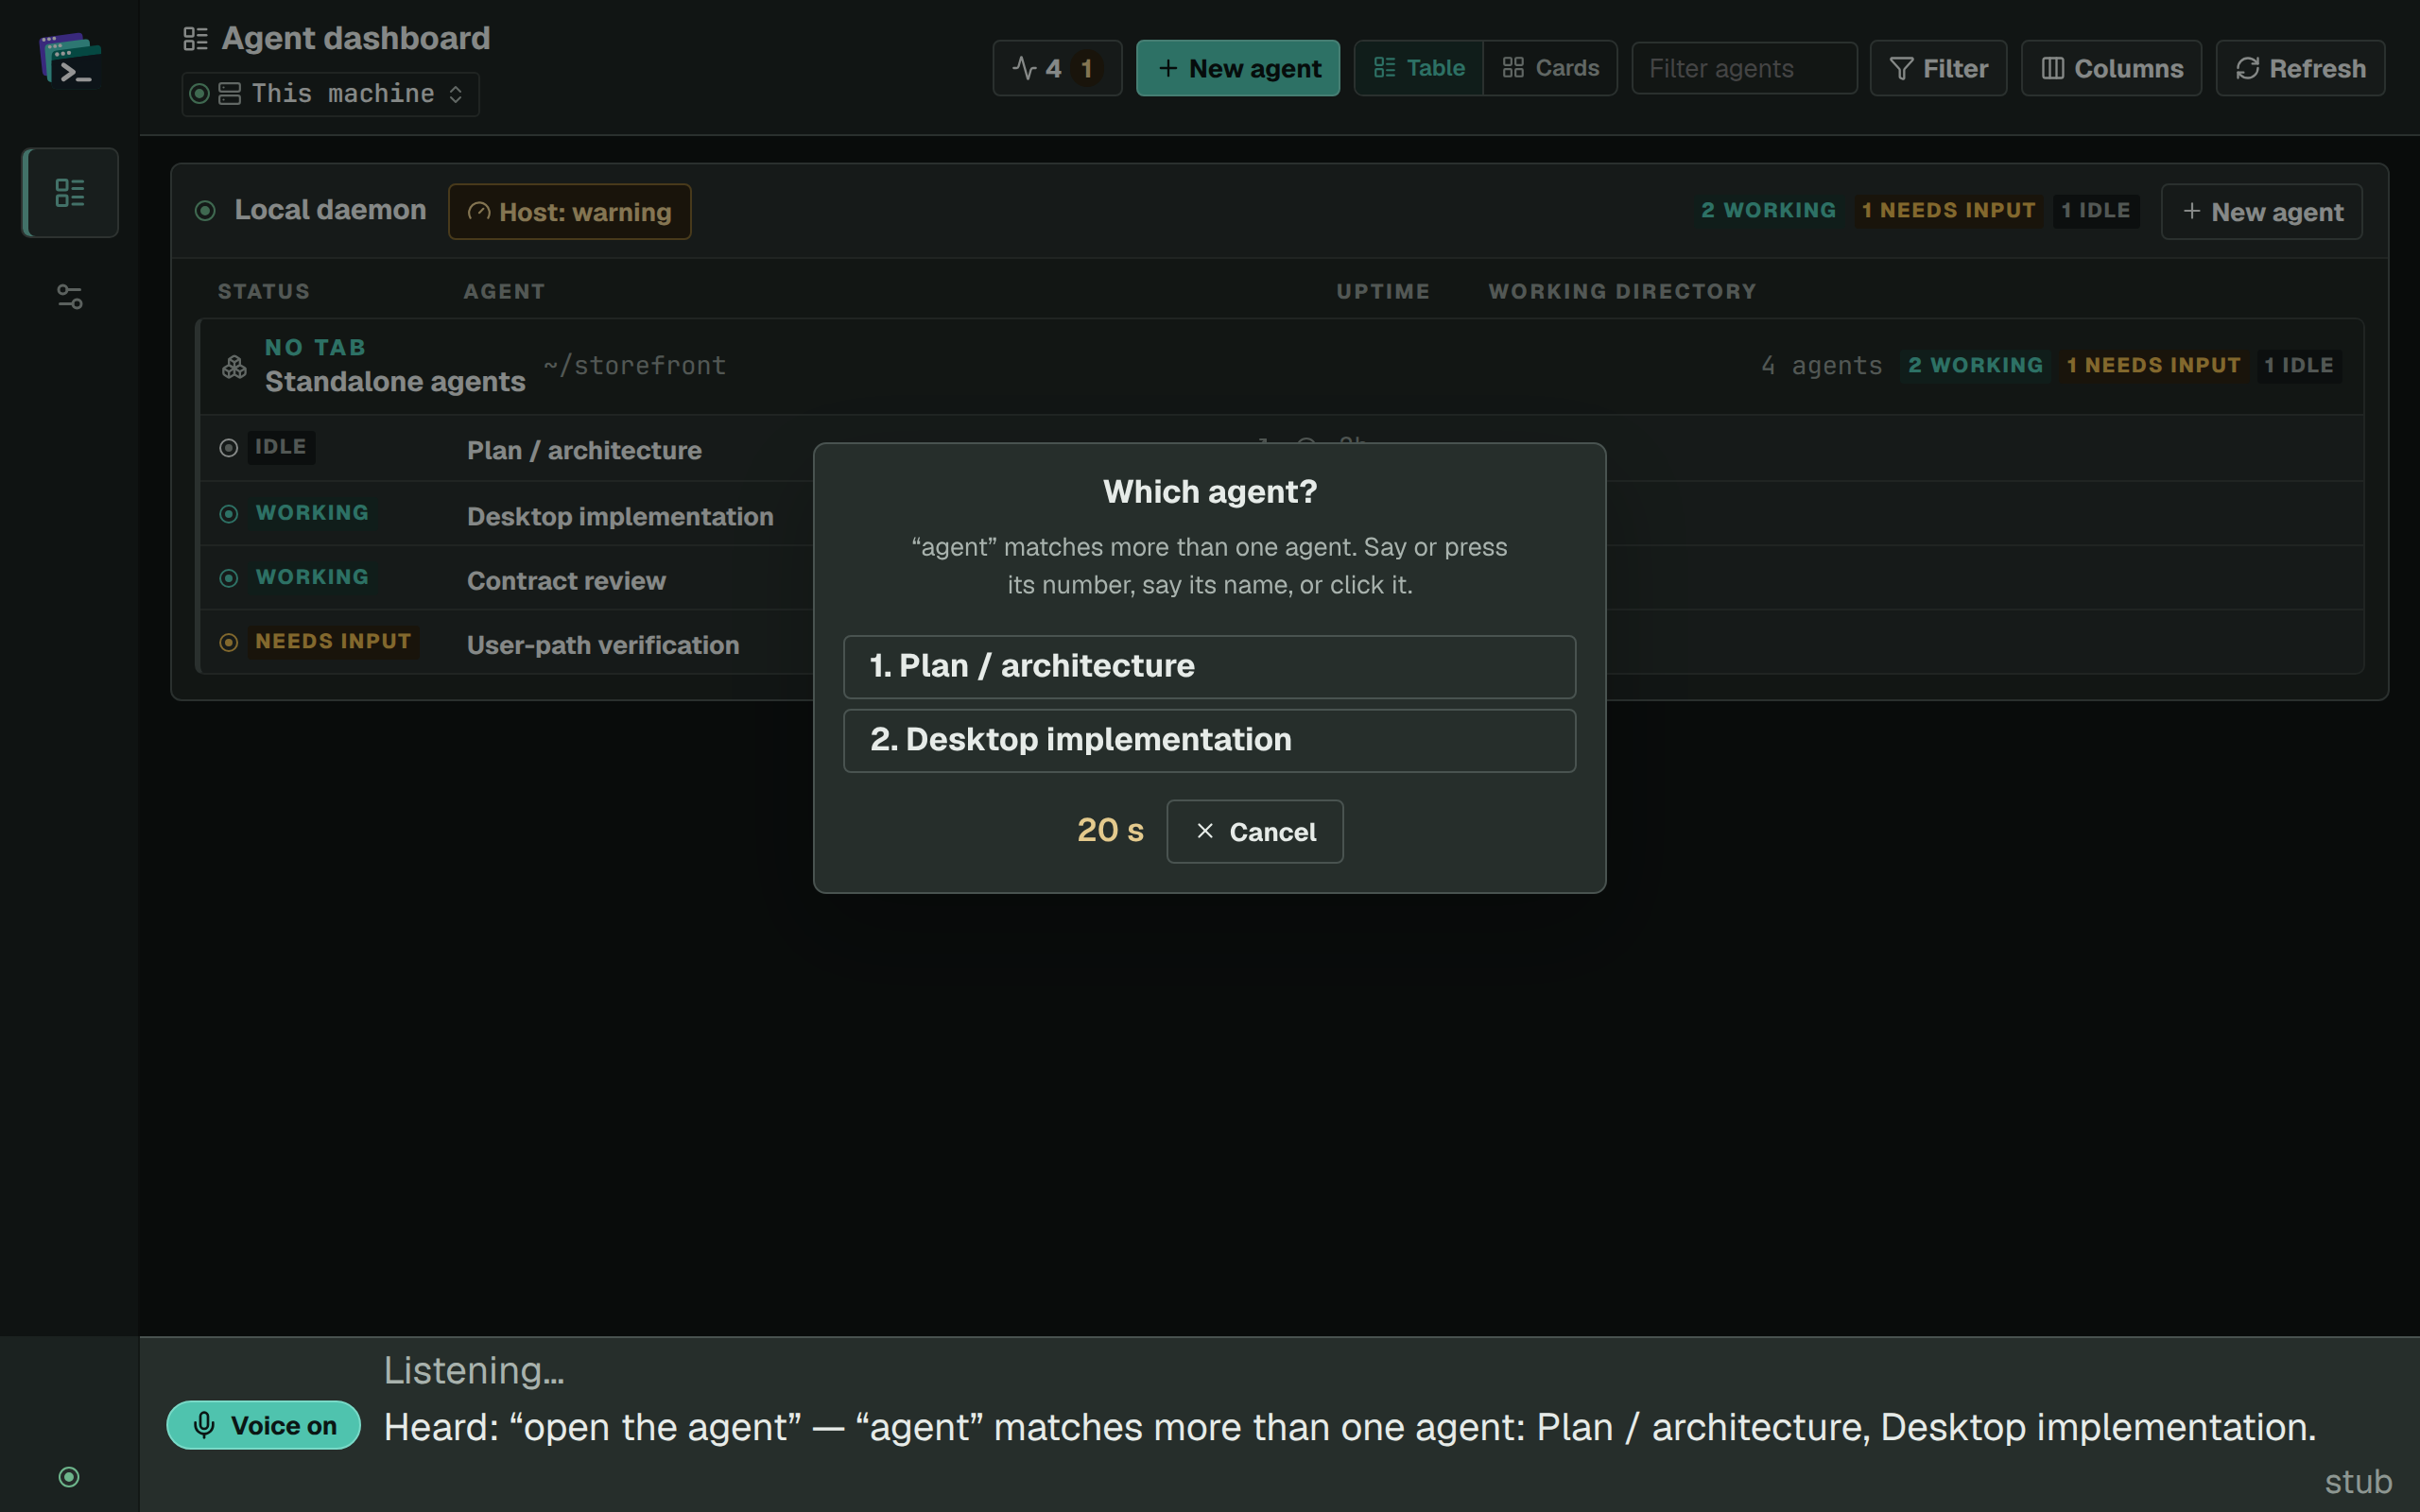 Agent dashboard
This machine
4 1
New agent
Table
Cards
Filter agents
Filter
Columns
Refresh
Local daemon
Host: warning
2 WORKING
1 NEEDS INPUT
1 IDLE
New agent
STATUS
AGENT
UPTIME
WORKING DIRECTORY
NO TAB
Standalone agents
~/storefront
4 agents
2 WORKING
1 NEEDS INPUT
1 IDLE
IDLE
Plan / architecture
WORKING
Desktop implementation
WORKING
Contract review
NEEDS INPUT
User-path verification
Which agent?
“agent” matches more than one agent. Say or press
its number, say its name, or click it.
1. Plan / architecture
2. Desktop implementation
20 s
Cancel
Listening…
Voice on
Heard: “open the agent” — “agent” matches more than one agent: Plan / architecture, Desktop implementation.
stub